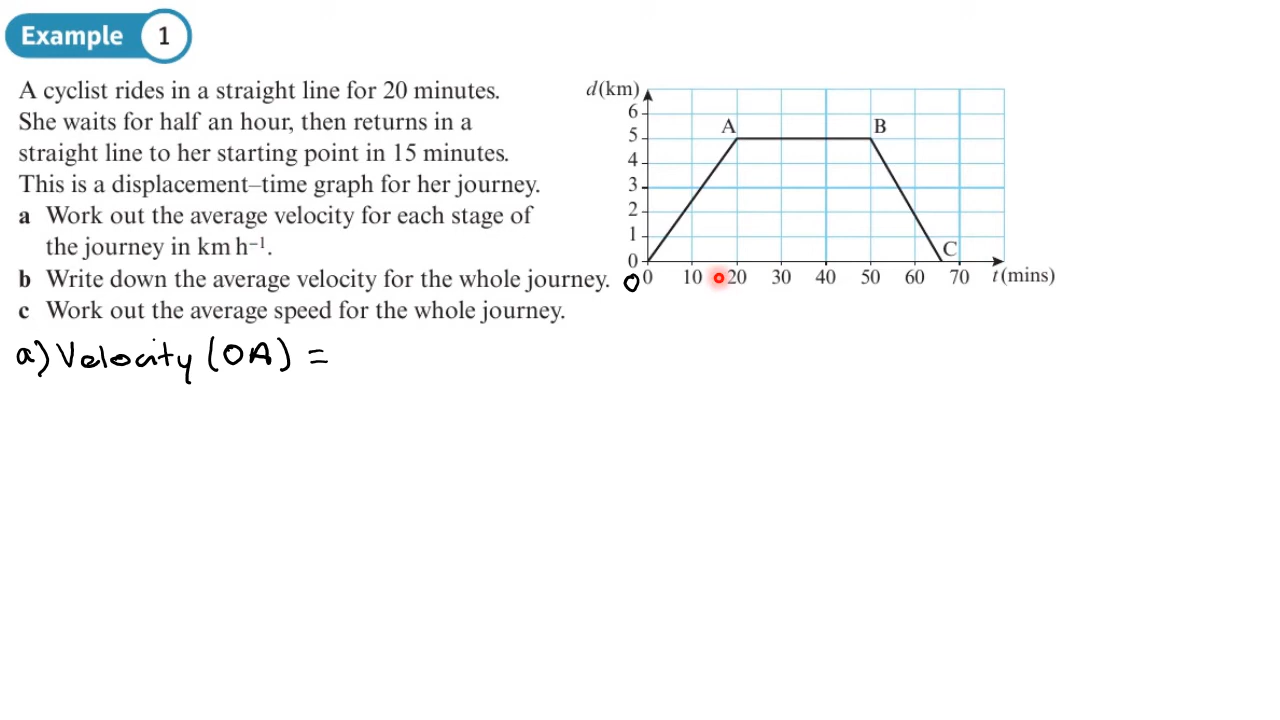 Example 1
A cyclist rides in a straight line for 20 minutes.
She waits for half an hour, then returns in a
straight line to her starting point in 15 minutes.
This is a displacement–time graph for her journey.
a Work out the average velocity for each stage of
the journey in km h⁻¹.
b Write down the average velocity for the whole journey.
c Work out the average speed for the whole journey.
d(km)
6
5
4
3
2
1
0
A B
C
O 0 10 20 30 40 50 60 70 t(mins)
a) Velocity (OA) =